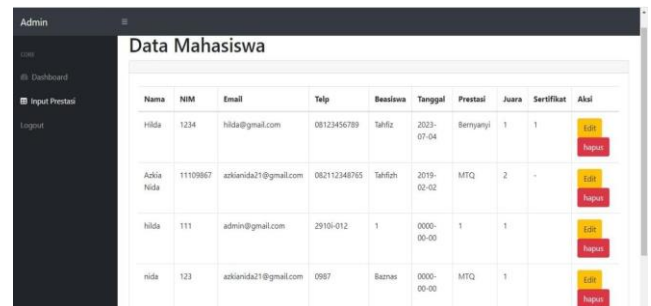 Admin
CORE
Dashboard
Input Prestasi
Logout
Data Mahasiswa
Nama NIM Email Telp Beasiswa Tanggal Prestasi Juara Sertifikat Aksi
Hilda 1234 hilda@gmail.com 08123456789 Tahfiz 2023-07-04 Bernyanyi 1 1 Edit hapus
Azkia Nida 11109867 azkianida21@gmail.com 082112348765 Tahfizh 2019-02-02 MTQ 2 - Edit hapus
hilda 111 admin@gmail.com 2910i-012 1 0000-00-00 1 1 Edit hapus
nida 123 azkianida21@gmail.com 0987 Baznas 0000-00-00 MTQ 1 Edit hapus